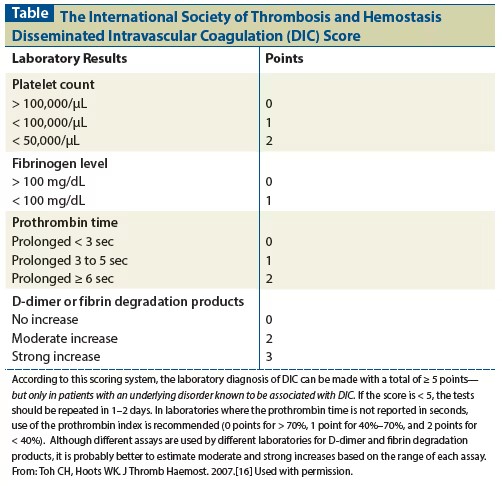 Table The International Society of Thrombosis and Hemostasis
Disseminated Intravascular Coagulation (DIC) Score
Laboratory Results Points
Platelet count
> 100,000/µL 0
< 100,000/µL 1
< 50,000/µL 2
Fibrinogen level
> 100 mg/dL 0
< 100 mg/dL 1
Prothrombin time
Prolonged < 3 sec 0
Prolonged 3 to 5 sec 1
Prolonged ≥ 6 sec 2
D-dimer or fibrin degradation products
No increase 0
Moderate increase 2
Strong increase 3
According to this scoring system, the laboratory diagnosis of DIC can be made with a total of ≥ 5 points—
but only in patients with an underlying disorder known to be associated with DIC. If the score is < 5, the tests
should be repeated in 1–2 days. In laboratories where the prothrombin time is not reported in seconds,
use of the prothrombin index is recommended (0 points for > 70%, 1 point for 40%–70%, and 2 points for
< 40%). Although different assays are used by different laboratories for D-dimer and fibrin degradation
products, it is probably better to estimate moderate and strong increases based on the range of each assay.
From: Toh CH, Hoots WK. J Thromb Haemost. 2007.[16] Used with permission.